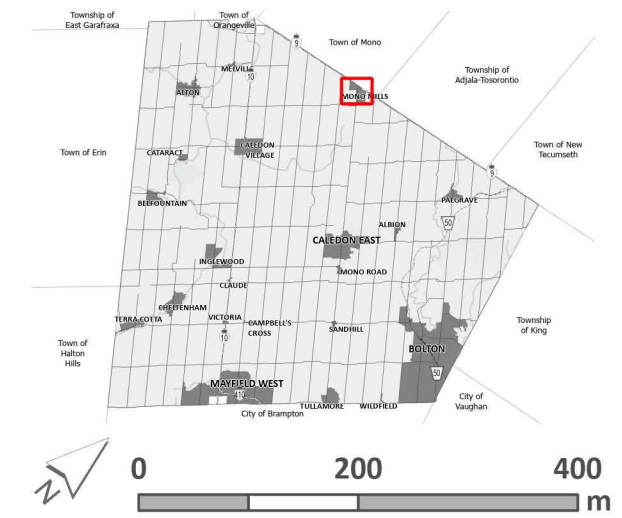 Township of
East Garafraxa
Town of
Orangeville
9
Town of Mono
Township of
Adjala-Tosorontio
MELVILLE
10
ALTON
MONO MILLS
Town of Erin
CATARACT
CALEDON
VILLAGE
Town of New
Tecumseth
9
BELFOUNTAIN
PALGRAVE
50
ALBION
CALEDON EAST
INGLEWOOD
MONO ROAD
CLAUDE
CHELTENHAM
TERRA COTTA
VICTORIA
CAMPBELL'S
CROSS
10
SANDHILL
Township
of King
Town of
Halton
Hills
BOLTON
50
MAYFIELD WEST
410
TULLAMORE
WILDFIELD
City of
Vaughan
City of Brampton
N
0
200
400
m